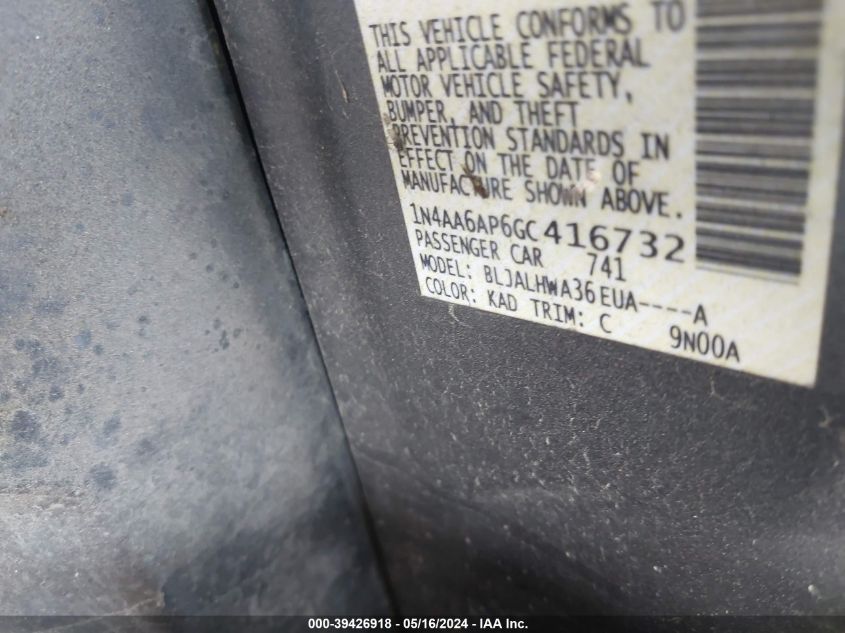 THIS VEHICLE CONFORMS TO
ALL APPLICABLE FEDERAL
MOTOR VEHICLE SAFETY,
BUMPER, AND THEFT
PREVENTION STANDARDS IN
EFFECT ON THE DATE OF
MANUFACTURE SHOWN ABOVE.
1N4AA6AP6GC416732
PASSENGER CAR 741
MODEL: BLJALHWA36EUA----A
COLOR: KAD TRIM: C 9N00A
000-39426918 - 05/16/2024 - IAA Inc.